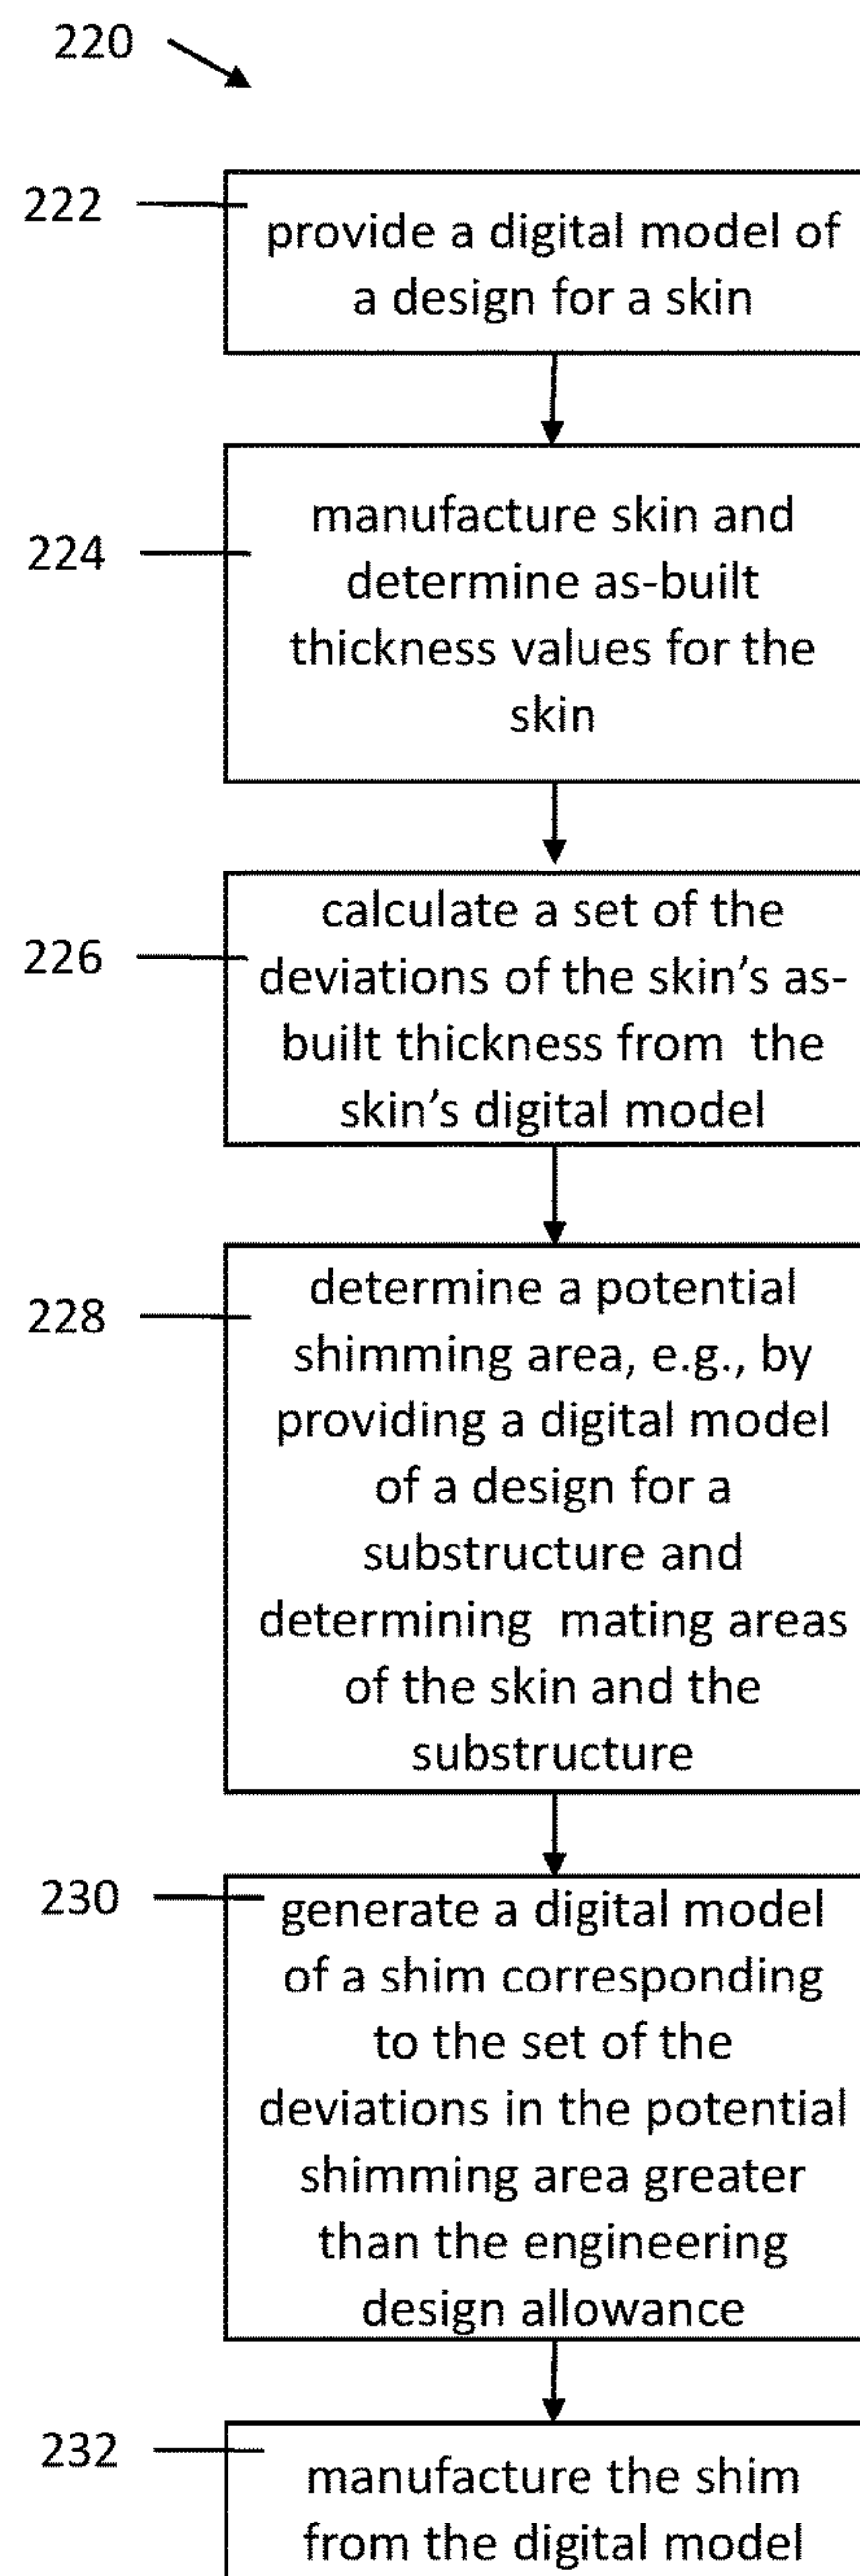 220
222
provide a digital model of
a design for a skin
224
manufacture skin and
determine as-built
thickness values for the
skin
226
calculate a set of the
deviations of the skin's as-
built thickness from the
skin's digital model
228
determine a potential
shimming area, e.g., by
providing a digital model
of a design for a
substructure and
determining mating areas
of the skin and the
substructure
230
generate a digital model
of a shim corresponding
to the set of the
deviations in the potential
shimming area greater
than the engineering
design allowance
232
manufacture the shim
from the digital model